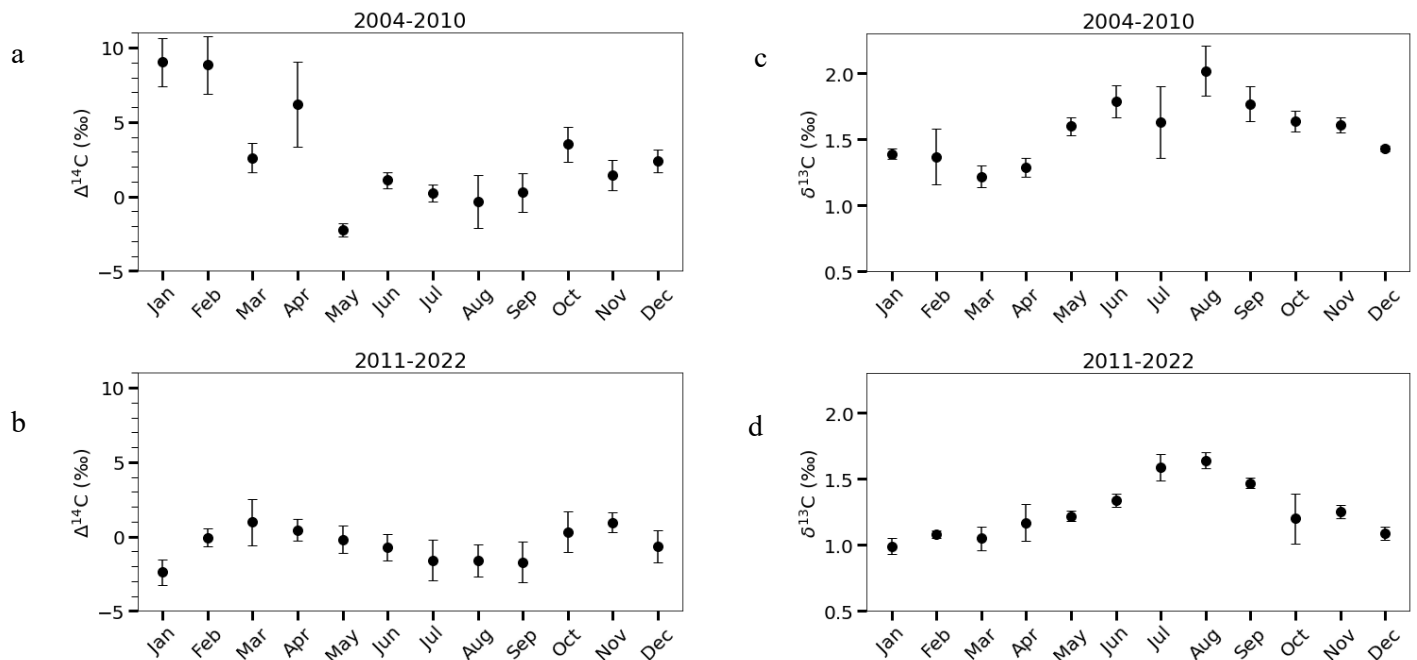 a
2004-2010
10
5
0
−5
Δ¹⁴C (‰)
Jan Feb Mar Apr May Jun Jul Aug Sep Oct Nov Dec
c
2004-2010
2.0
1.5
1.0
0.5
δ¹³C (‰)
Jan Feb Mar Apr May Jun Jul Aug Sep Oct Nov Dec
b
2011-2022
10
5
0
−5
Δ¹⁴C (‰)
Jan Feb Mar Apr May Jun Jul Aug Sep Oct Nov Dec
d
2011-2022
2.0
1.5
1.0
0.5
δ¹³C (‰)
Jan Feb Mar Apr May Jun Jul Aug Sep Oct Nov Dec